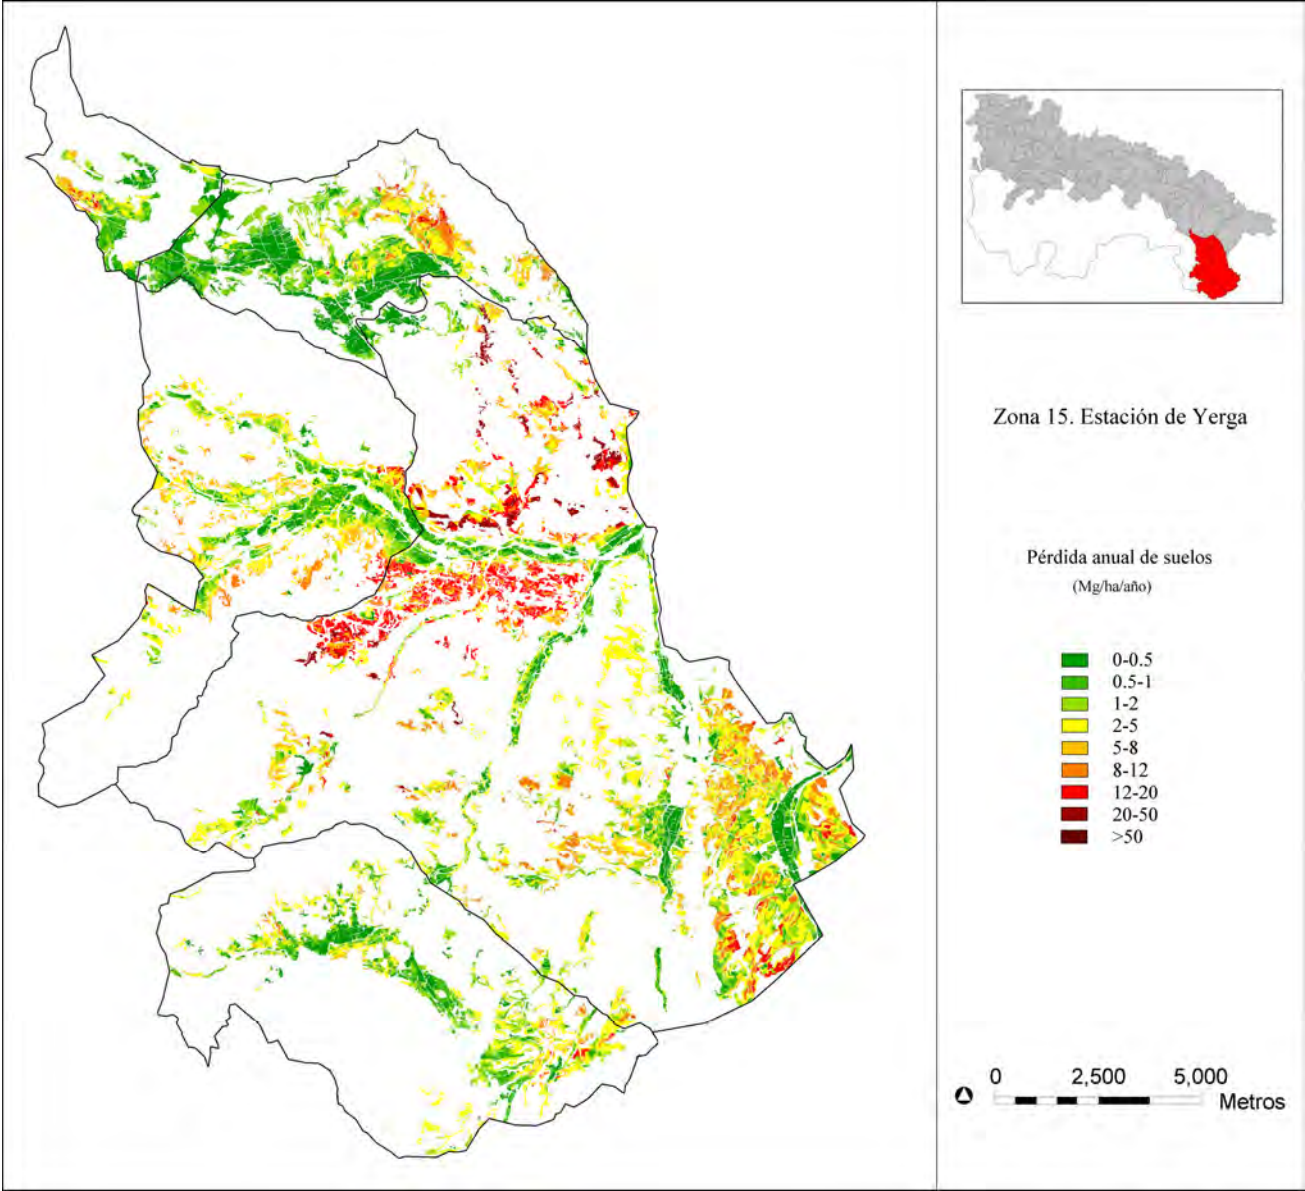 Zona 15. Estación de Yerga
Pérdida anual de suelos
(Mg/ha/año)
0-0.5
0.5-1
1-2
2-5
5-8
8-12
12-20
20-50
>50
0 2,500 5,000
Metros